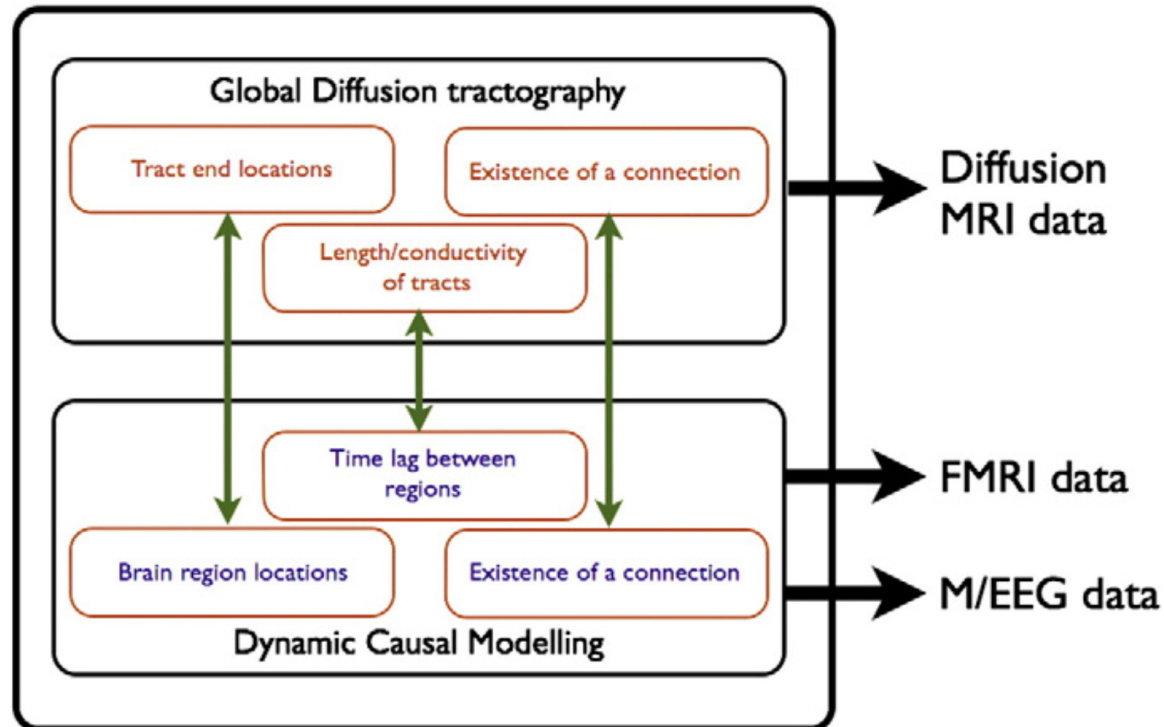 Global Diffusion tractography
Tract end locations
Existence of a connection
Length/conductivity
of tracts
Diffusion
MRI data
Time lag between
regions
FMRI data
Brain region locations
Existence of a connection
M/EEG data
Dynamic Causal Modelling